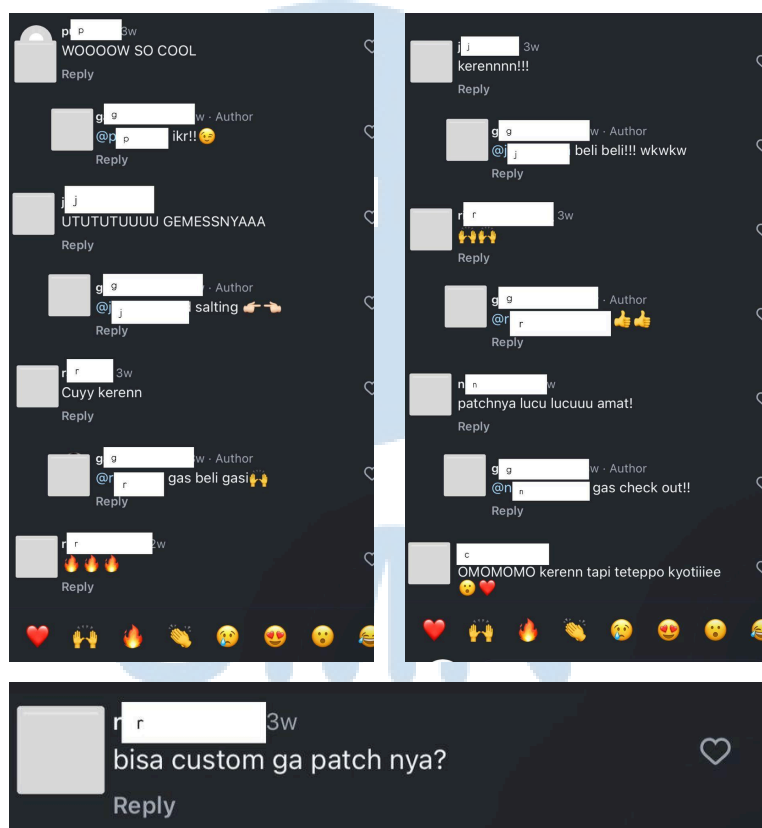 p p 3w
WOOOOW SO COOL
Reply
g g w · Author
@p p ikr!!😉
Reply
j j
UTUTUTUUUU GEMESSNYAAA
Reply
g g · Author
@j j salting 👉🏻👈🏻
Reply
r r 3w
Cuyy kerenn
Reply
g g w · Author
@r r gas beli gasi🙌
Reply
r r 2w
🔥🔥🔥
Reply
❤️ 🙌 🔥 👏 😢 😍 😮 😂
j j 3w
kerennnn!!!
Reply
g g w · Author
@j j beli beli!!! wkwkw
Reply
r r 3w
🙌🙌
Reply
g g · Author
@r r 👍👍
Reply
n n w
patchnya lucu lucuuu amat!
Reply
g g w · Author
@n n gas check out!!
Reply
c
OMOMOMO kerenn tapi teteppo kyotiiiee
😮❤️
❤️ 🙌 🔥 👏 😢 😍 😮 😂
r r 3w
bisa custom ga patch nya?
Reply